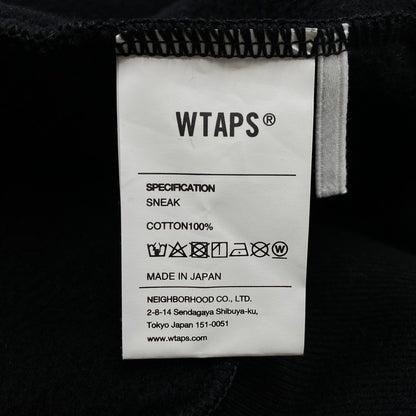 WTAPS®
SPECIFICATION
SNEAK
COTTON100%
W
MADE IN JAPAN
NEIGHBORHOOD CO., LTD.
2-8-14 Sendagaya Shibuya-ku,
Tokyo Japan 151-0051
www.wtaps.com